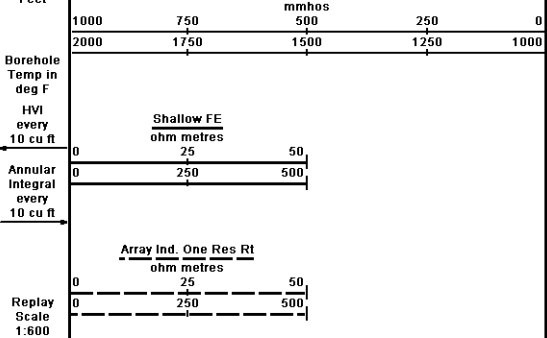 Feet
mmhos
1000 750 500 250 0
2000 1750 1500 1250 1000
Borehole
Temp in
deg F
HVI
every
10 cu ft
Shallow FE
ohm metres
0 25 50
0 250 500
Annular
Integral
every
10 cu ft
Array Ind. One Res Rt
ohm metres
0 25 50
0 250 500
Replay
Scale
1:600